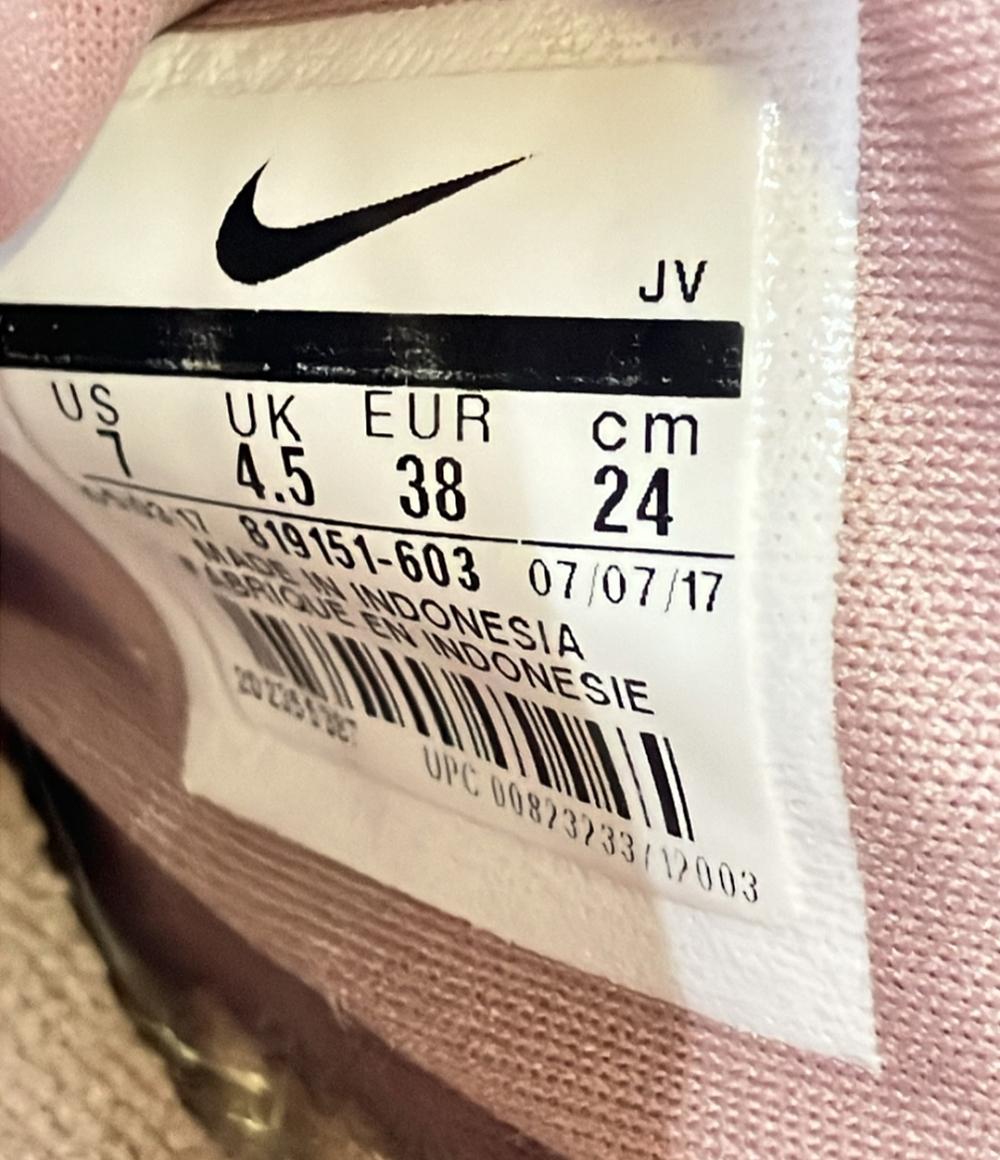 JV
US UK EUR cm
7 4.5 38 24
819151-603 07/07/17
MADE IN INDONESIA
FABRIQUE EN INDONESIE
UPC